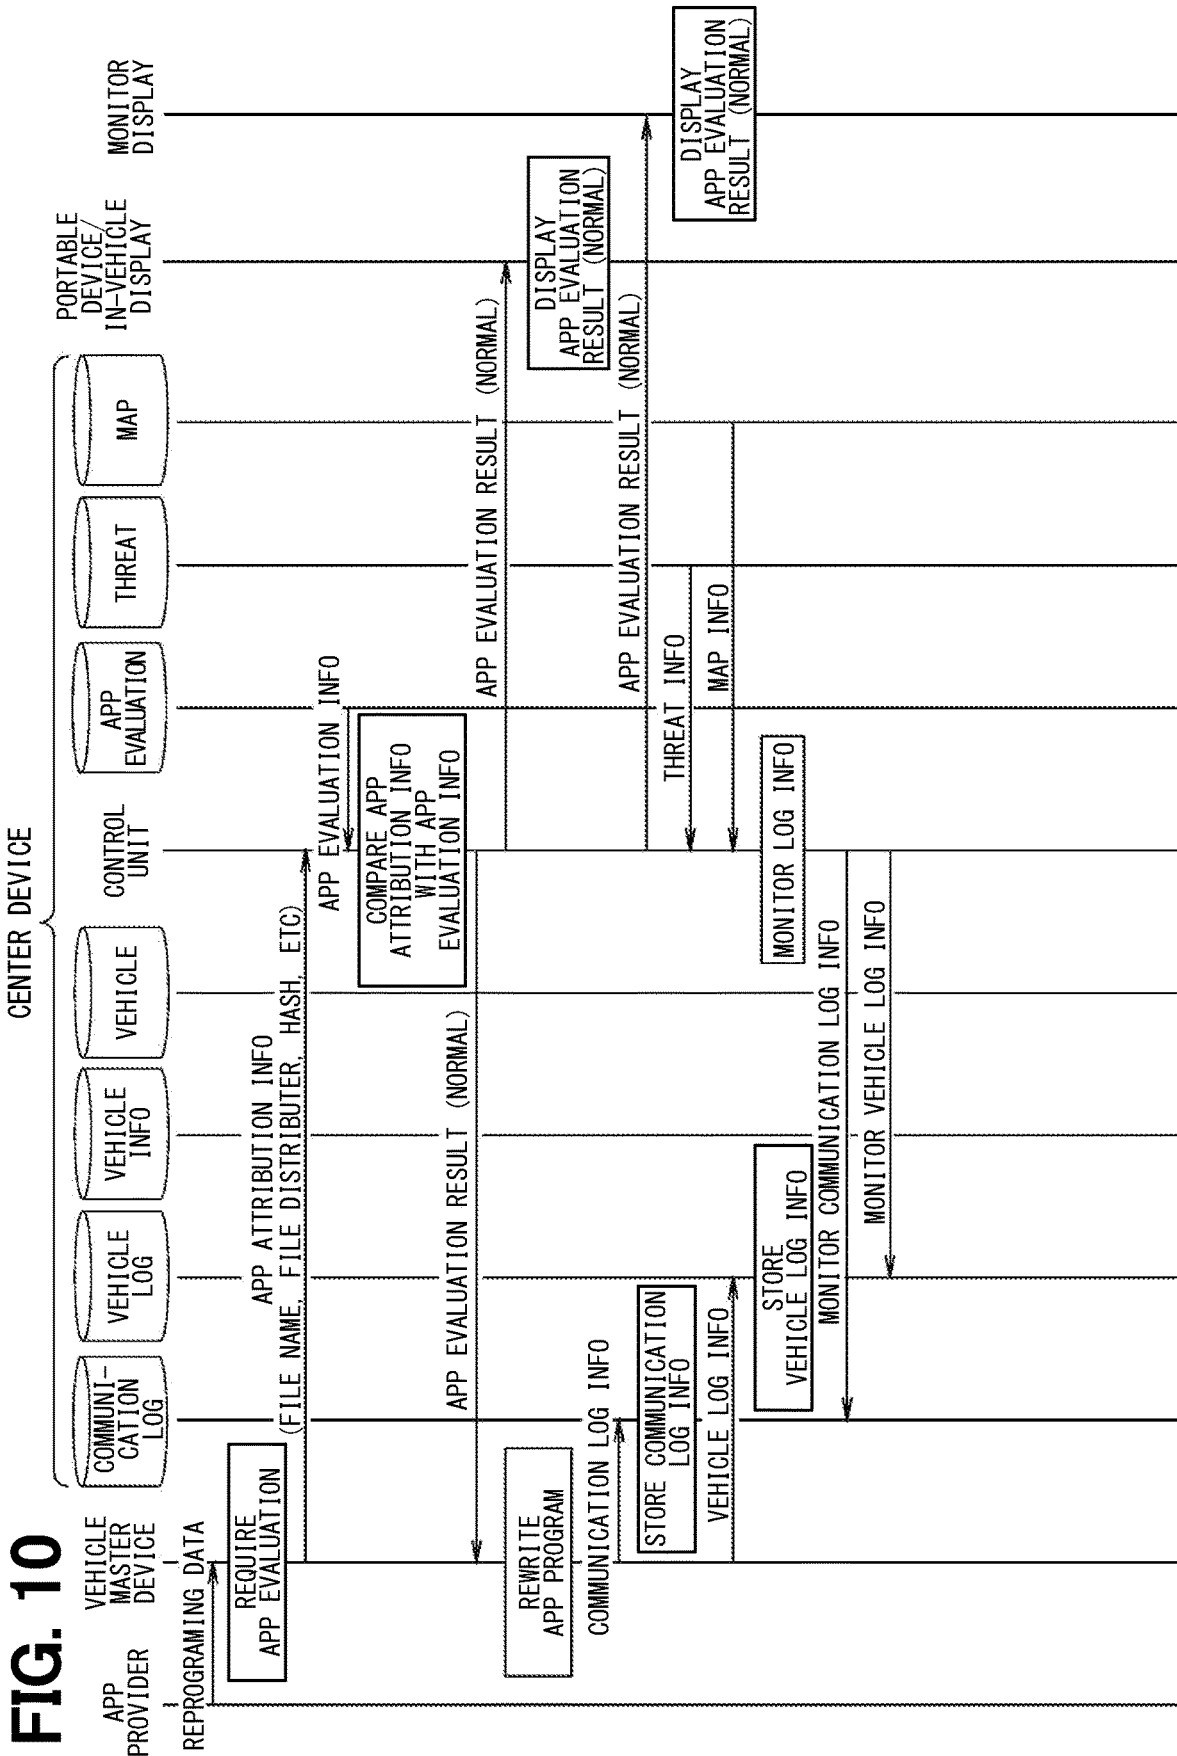 FIG. 10
CENTER DEVICE
APP
PROVIDER
VEHICLE
MASTER
DEVICE
COMMUNI-
CATION
LOG
VEHICLE
LOG
VEHICLE
INFO
VEHICLE
CONTROL
UNIT
APP
EVALUATION
THREAT
MAP
PORTABLE
DEVICE/
IN-VEHICLE
DISPLAY
MONITOR
DISPLAY
REPROGRAMING DATA
REQUIRE
APP EVALUATION
APP ATTRIBUTION INFO
(FILE NAME, FILE DISTRIBUTER, HASH, ETC)
APP EVALUATION INFO
COMPARE APP
ATTRIBUTION INFO
WITH APP
EVALUATION INFO
APP EVALUATION RESULT (NORMAL)
APP EVALUATION RESULT (NORMAL)
REWRITE
APP PROGRAM
DISPLAY
APP EVALUATION
RESULT (NORMAL)
COMMUNICATION LOG INFO
APP EVALUATION RESULT (NORMAL)
STORE COMMUNICATION
LOG INFO
THREAT INFO
DISPLAY
APP EVALUATION
RESULT (NORMAL)
VEHICLE LOG INFO
MAP INFO
STORE
VEHICLE LOG INFO
MONITOR LOG INFO
MONITOR COMMUNICATION LOG INFO
MONITOR VEHICLE LOG INFO